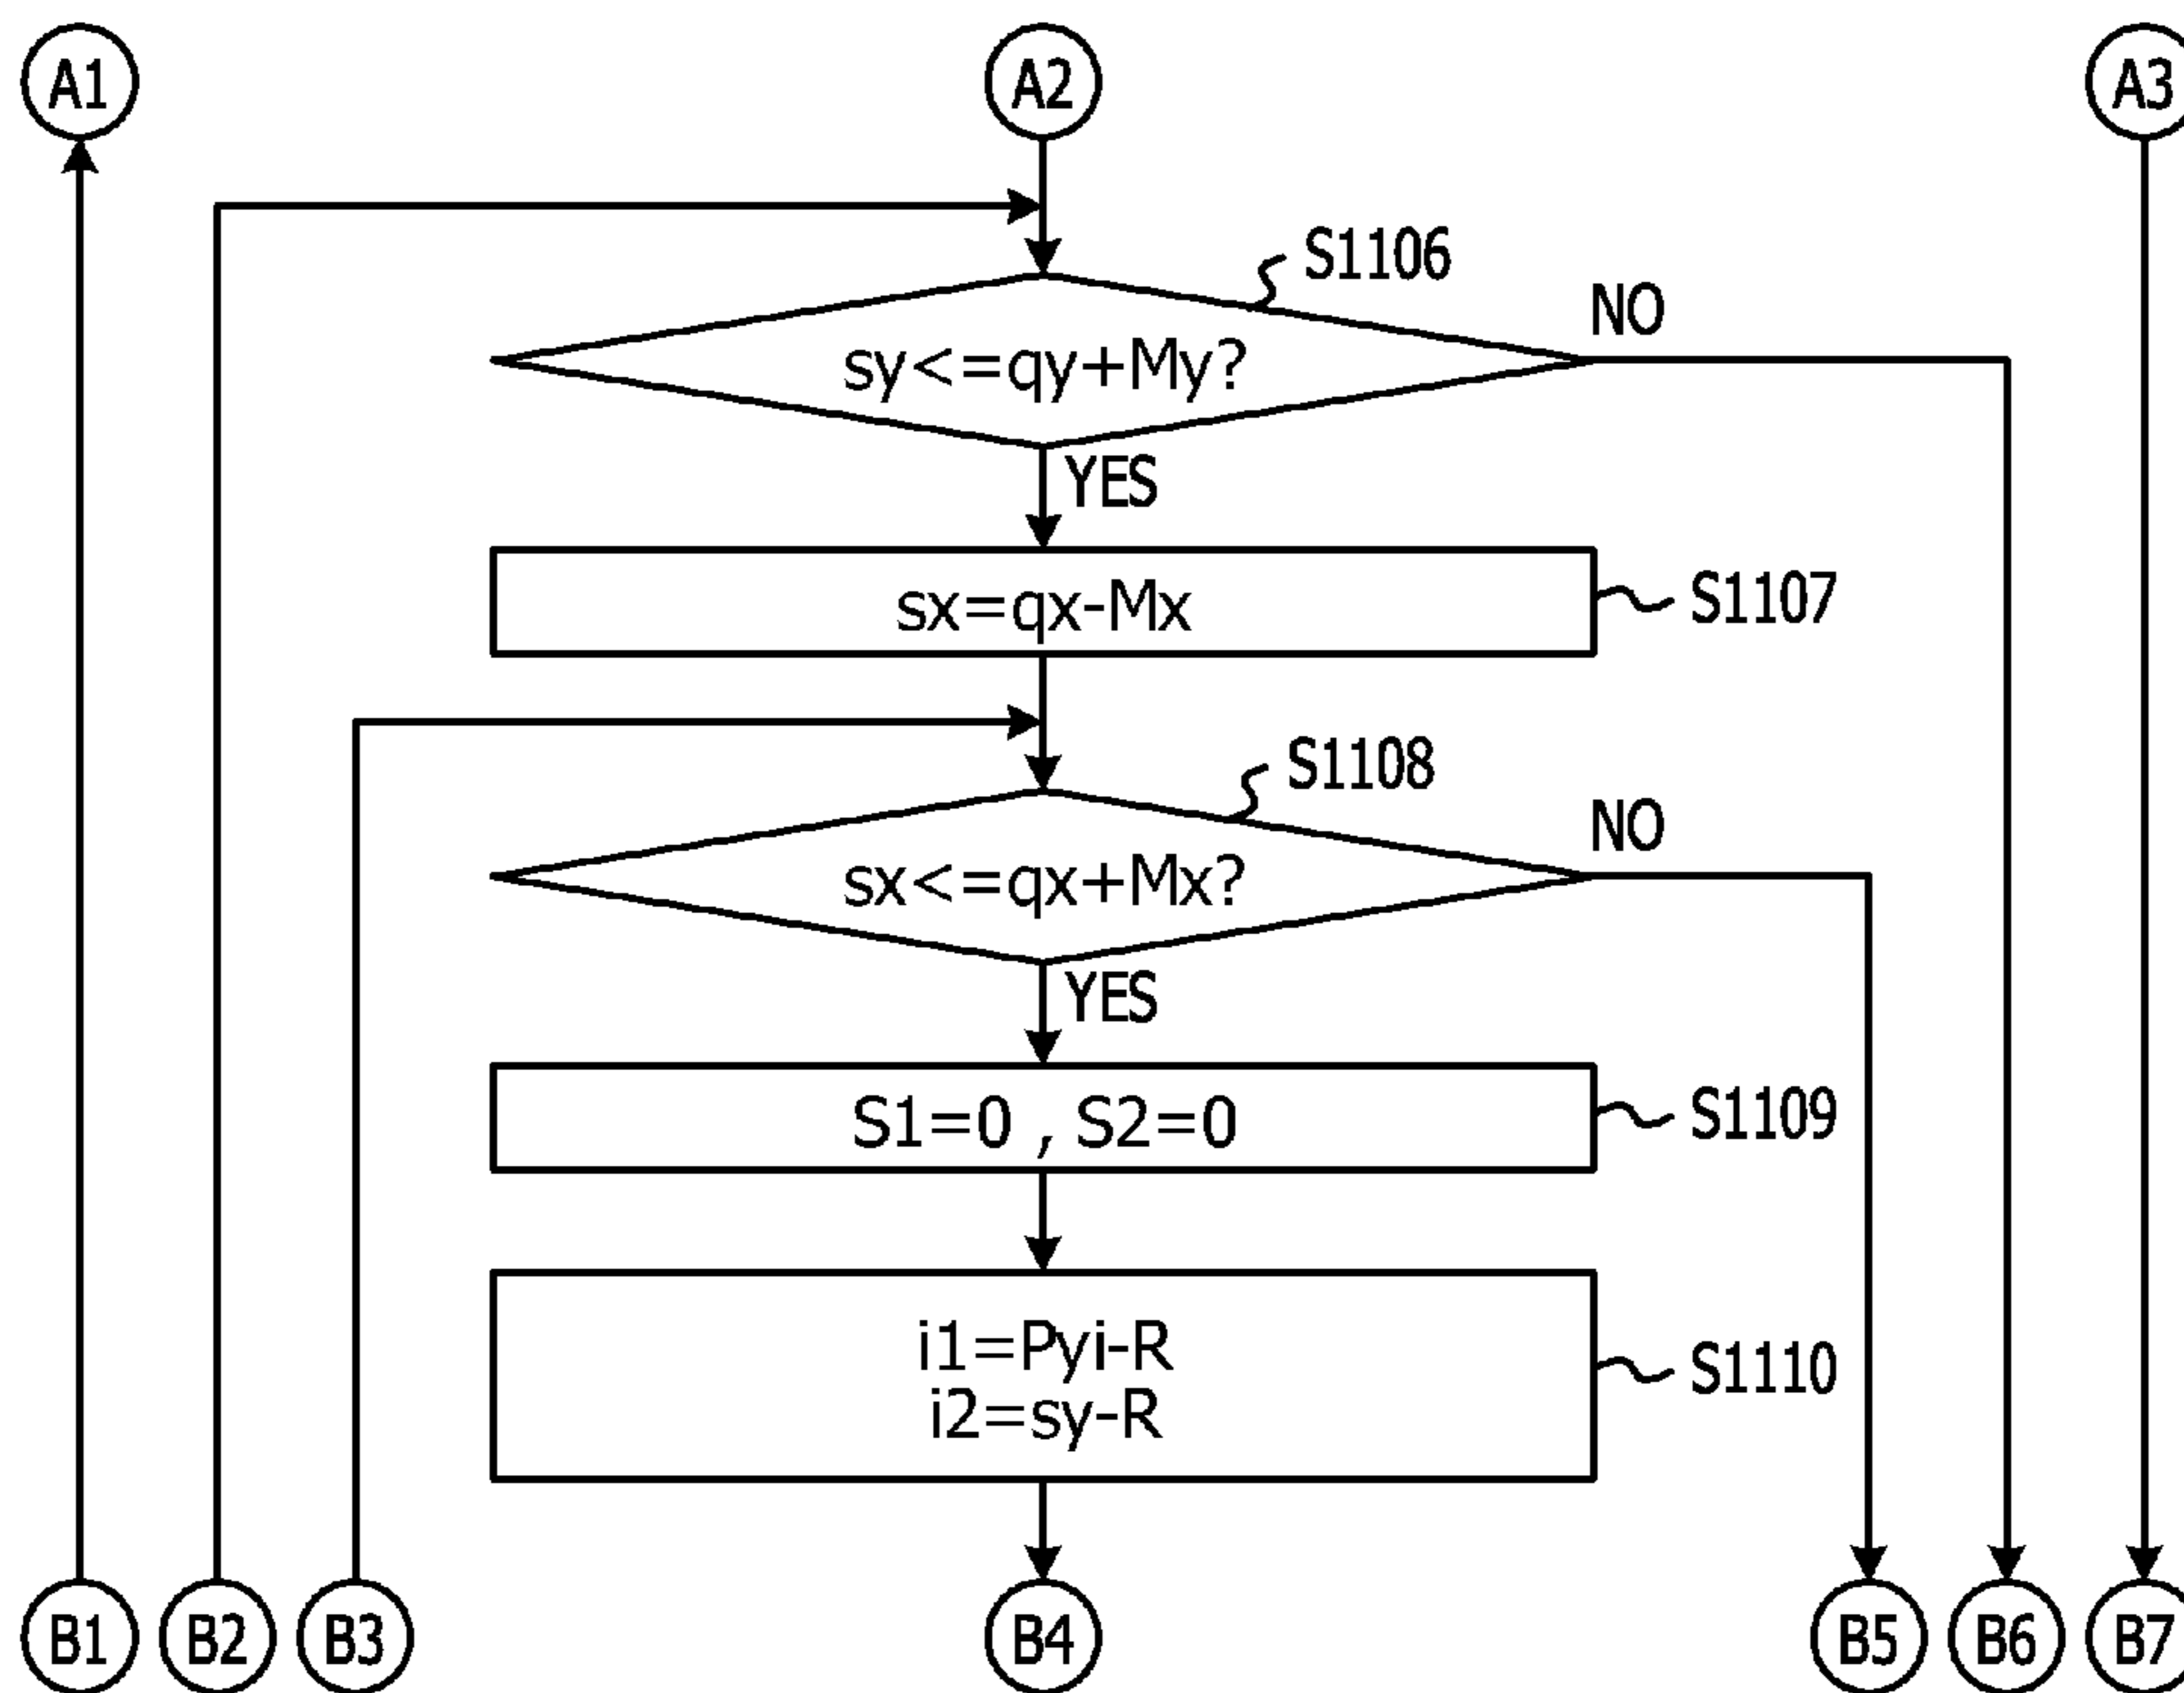 A1
A2
A3
S1106
NO
sy<=qy+My?
YES
sx=qx-Mx
S1107
S1108
NO
sx<=qx+Mx?
YES
S1=0 , S2=0
S1109
i1=Pyi-R
i2=sy-R
S1110
B1
B2
B3
B4
B5
B6
B7